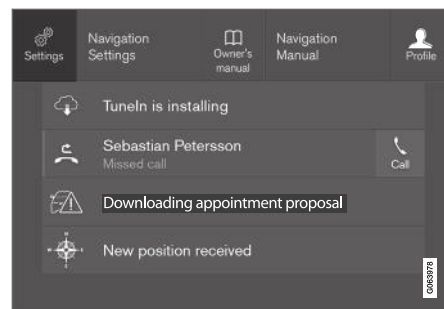 Settings
Navigation
Settings
Owner's
manual
Navigation
Manual
Profile
TuneIn is installing
Sebastian Petersson
Missed call
Call
Downloading appointment proposal
New position received
G063978